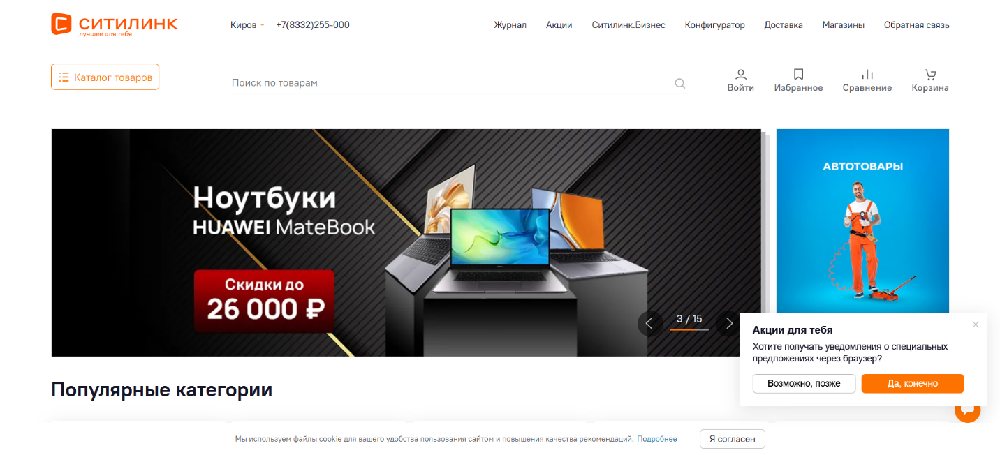 СИТИЛИНК
лучшее для тебя
Киров
+7(8332)255-000
Журнал
Акции
Ситилинк.Бизнес
Конфигуратор
Доставка
Магазины
Обратная связь
Каталог товаров
Поиск по товарам
Войти
Избранное
Сравнение
Корзина
Ноутбуки
HUAWEI MateBook
Скидки до
26 000 ₽
3 / 15
АВТОТОВАРЫ
Акции для тебя
Хотите получать уведомления о специальных
предложениях через браузер?
Возможно, позже
Да, конечно
Популярные категории
Мы используем файлы cookie для вашего удобства пользования сайтом и повышения качества рекомендаций. Подробнее
Я согласен